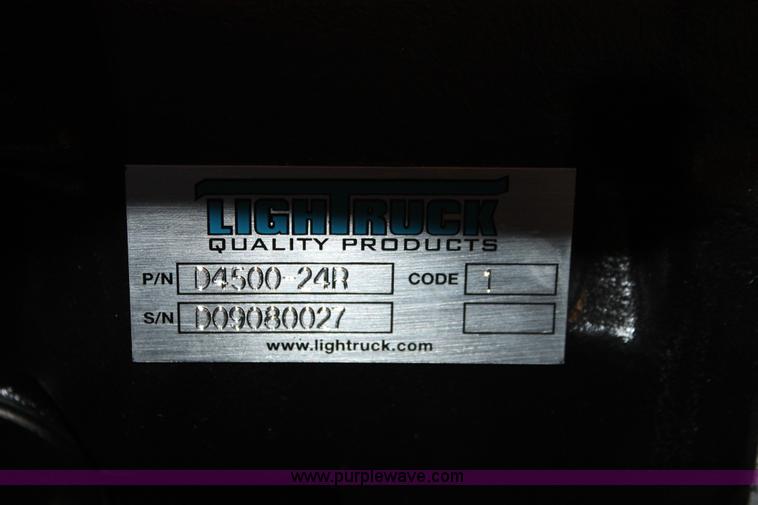 LIGHTRUCK
QUALITY PRODUCTS
P/N D4500-24R CODE 1
S/N D09080027
www.lightruck.com
www.purplewave.com